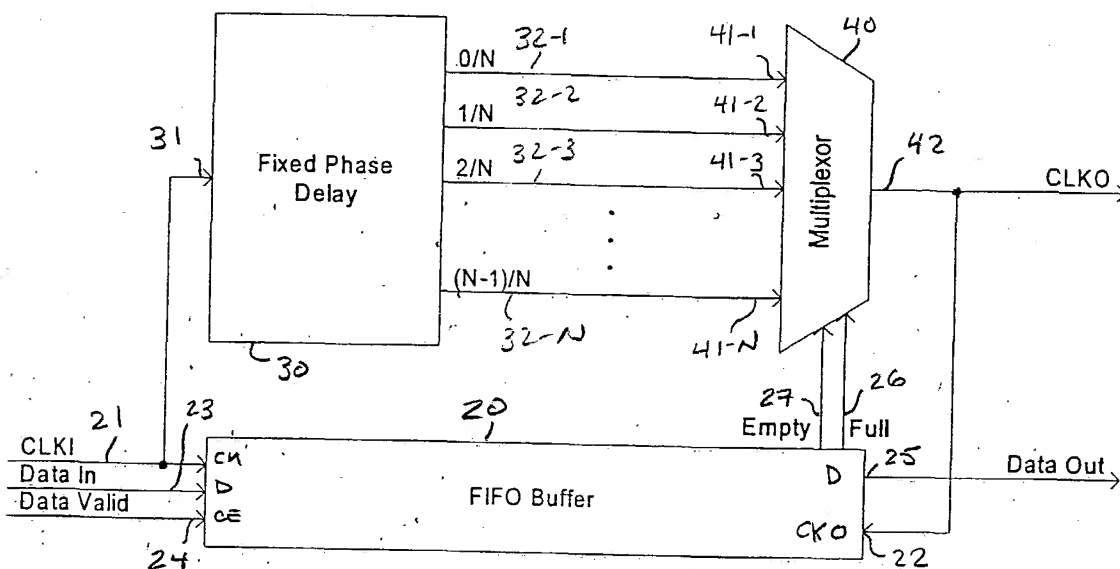 0/N
32-1
41-1
40
1/N
32-2
41-2
31
Fixed Phase
Delay
2/N
32-3
41-3
Multiplexor
42
CLKO
(N-1)/N
32-N
41-N
30
27
26
Empty
Full
21
23
20
CLKI
CK
25
Data In
D
FIFO Buffer
D
Data Out
Data Valid
CE
CKO
24
22